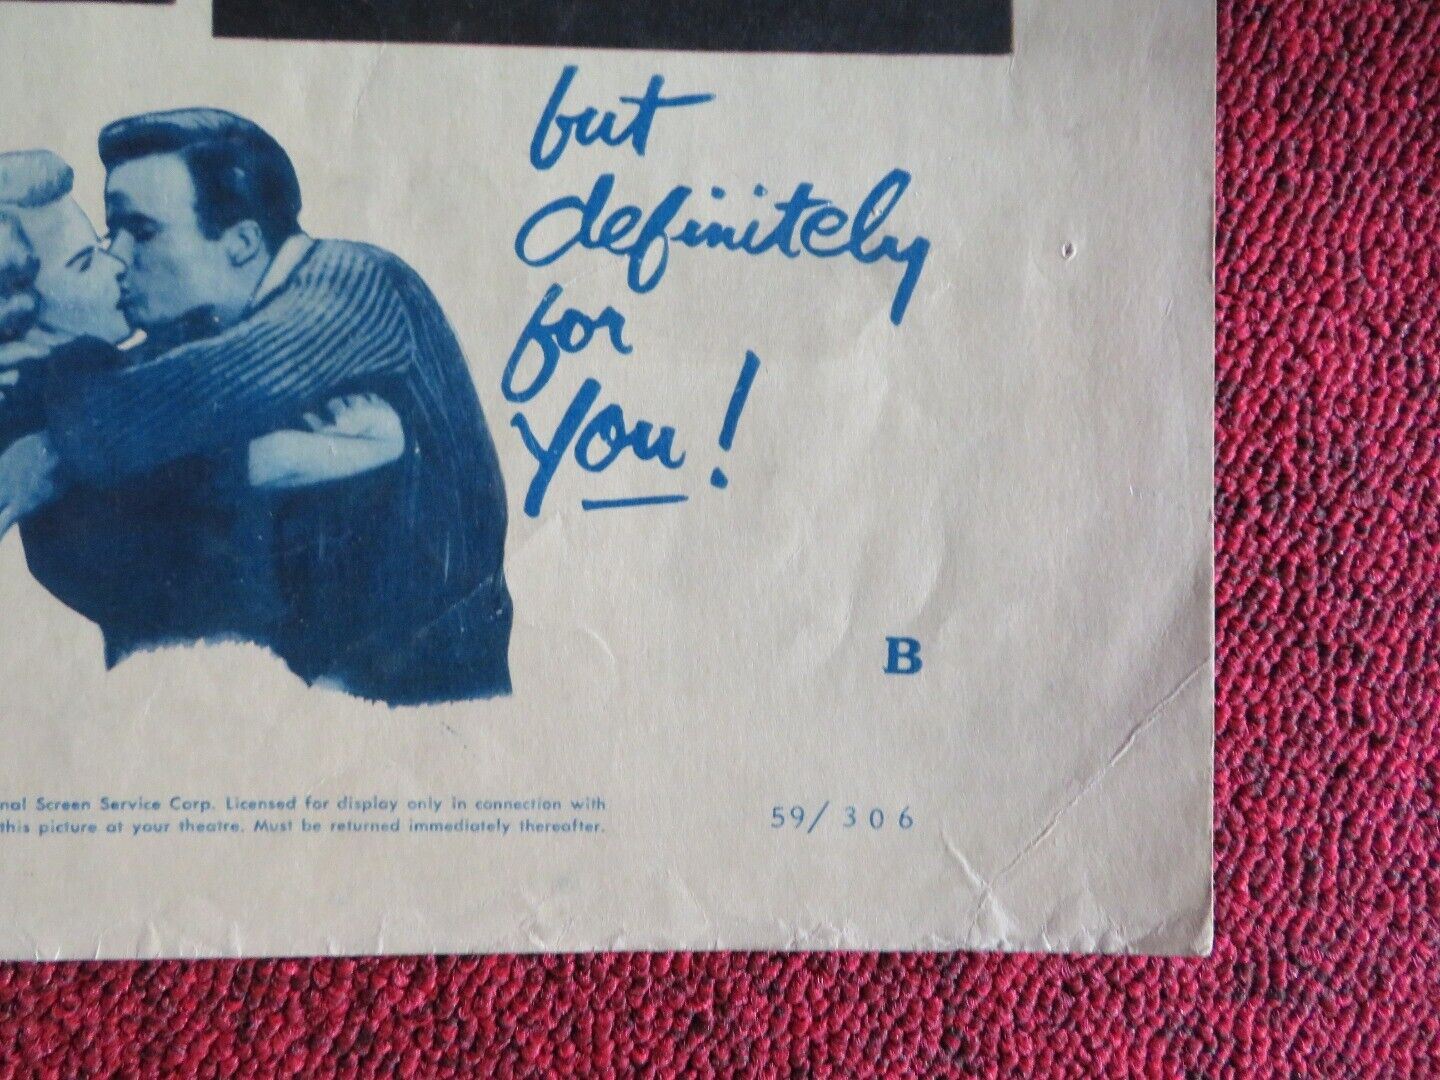 but
definitely
for
you!
B
nal Screen Service Corp. Licensed for display only in connection with
this picture at your theatre. Must be returned immediately thereafter.
59/306